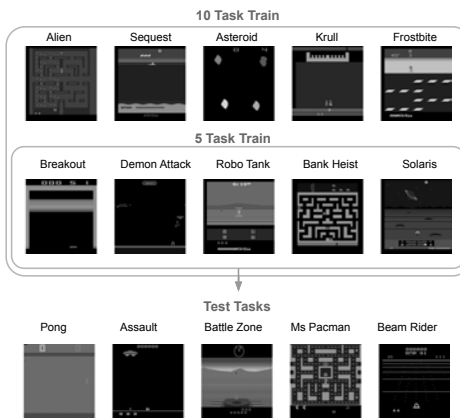 10 Task Train
Alien Sequest Asteroid Krull Frostbite
5 Task Train
Breakout Demon Attack Robo Tank Bank Heist Solaris
Test Tasks
Pong Assault Battle Zone Ms Pacman Beam Rider